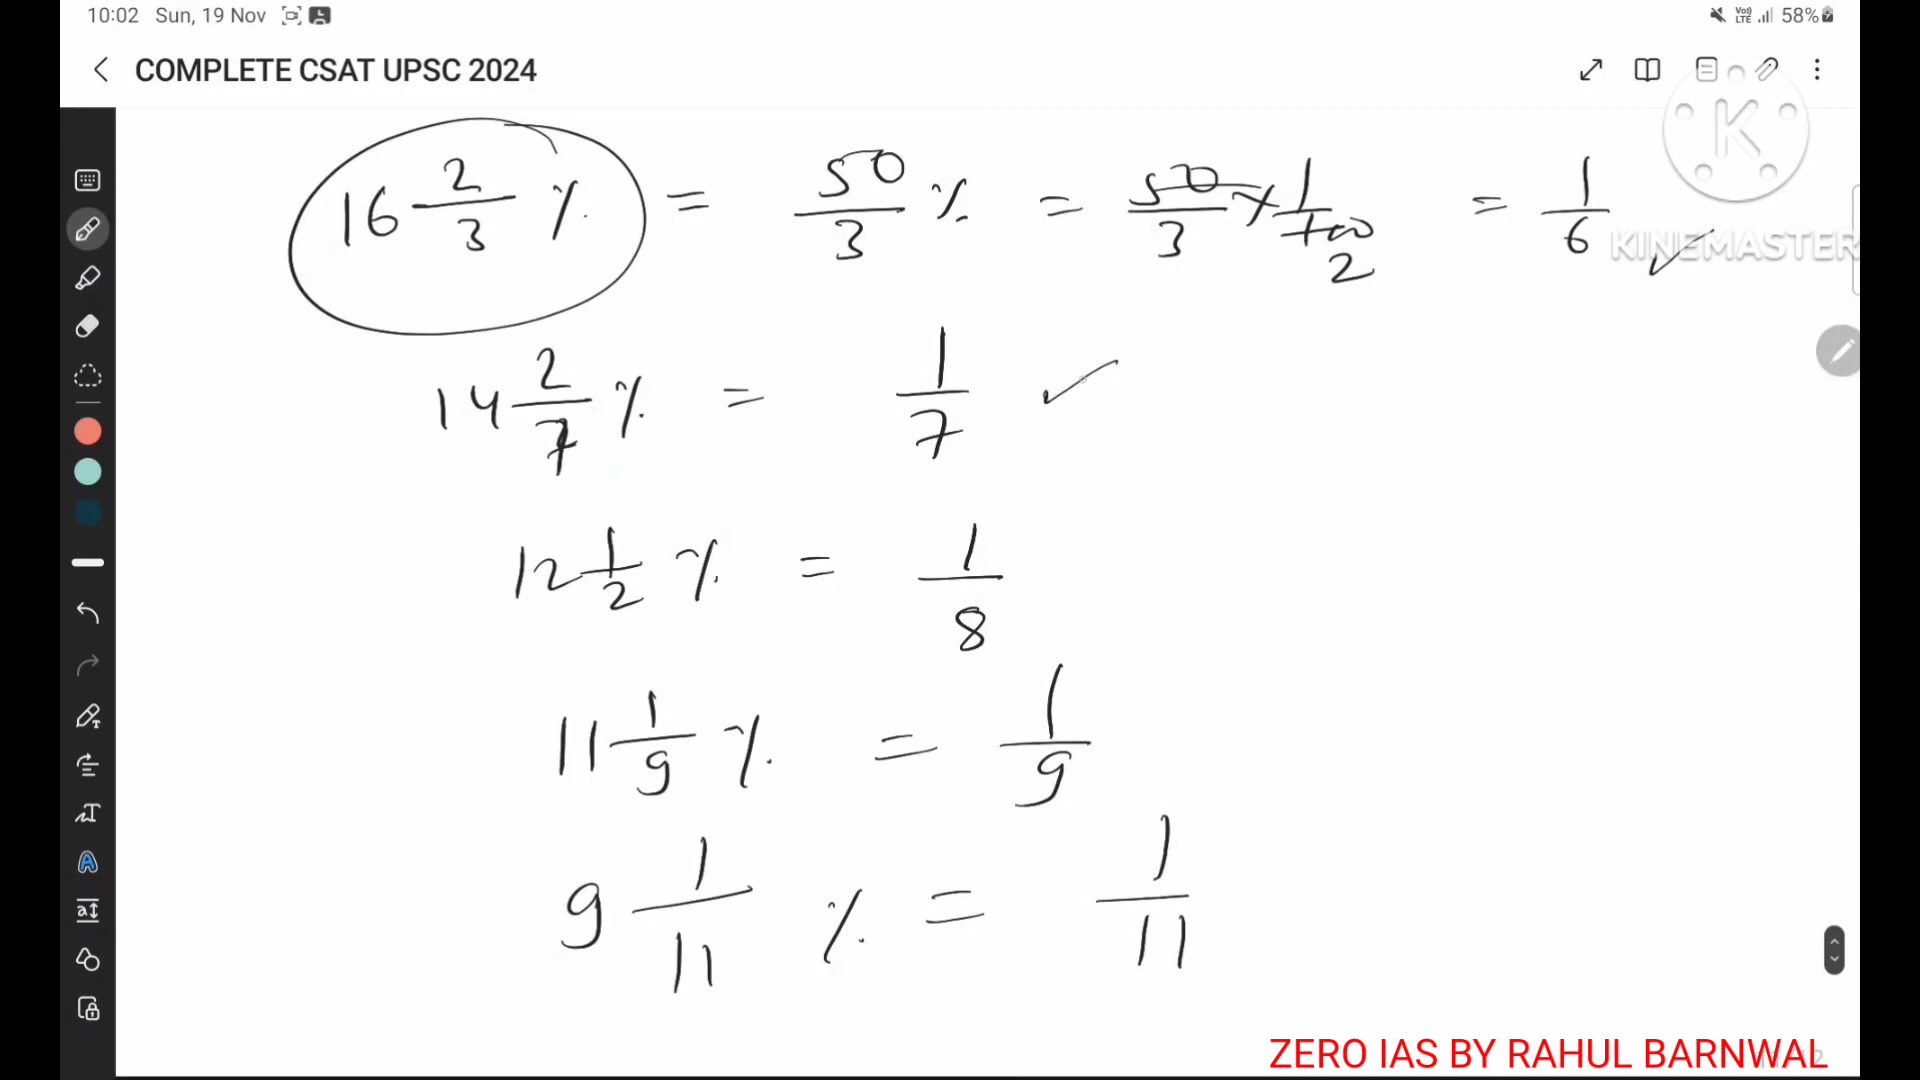 10:02 Sun, 19 Nov 58%
COMPLETE CSAT UPSC 2024
K
KINEMASTER
16 2/3 % = 50/3 % = 50/3 × 1/100 2 = 1/6 ✓
14 2/7 % = 1/7 ✓
12 1/2 % = 1/8
11 1/9 % = 1/9
9 1/11 % = 1/11
ZERO IAS BY RAHUL BARNWAL